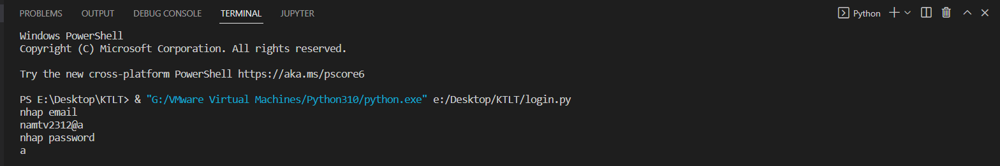 PROBLEMS OUTPUT DEBUG CONSOLE TERMINAL JUPYTER Python
Windows PowerShell
Copyright (C) Microsoft Corporation. All rights reserved.
Try the new cross-platform PowerShell https://aka.ms/pscore6
PS E:\Desktop\KTLT> & "G:/VMware Virtual Machines/Python310/python.exe" e:/Desktop/KTLT/login.py
nhap email
namtv2312@a
nhap password
a